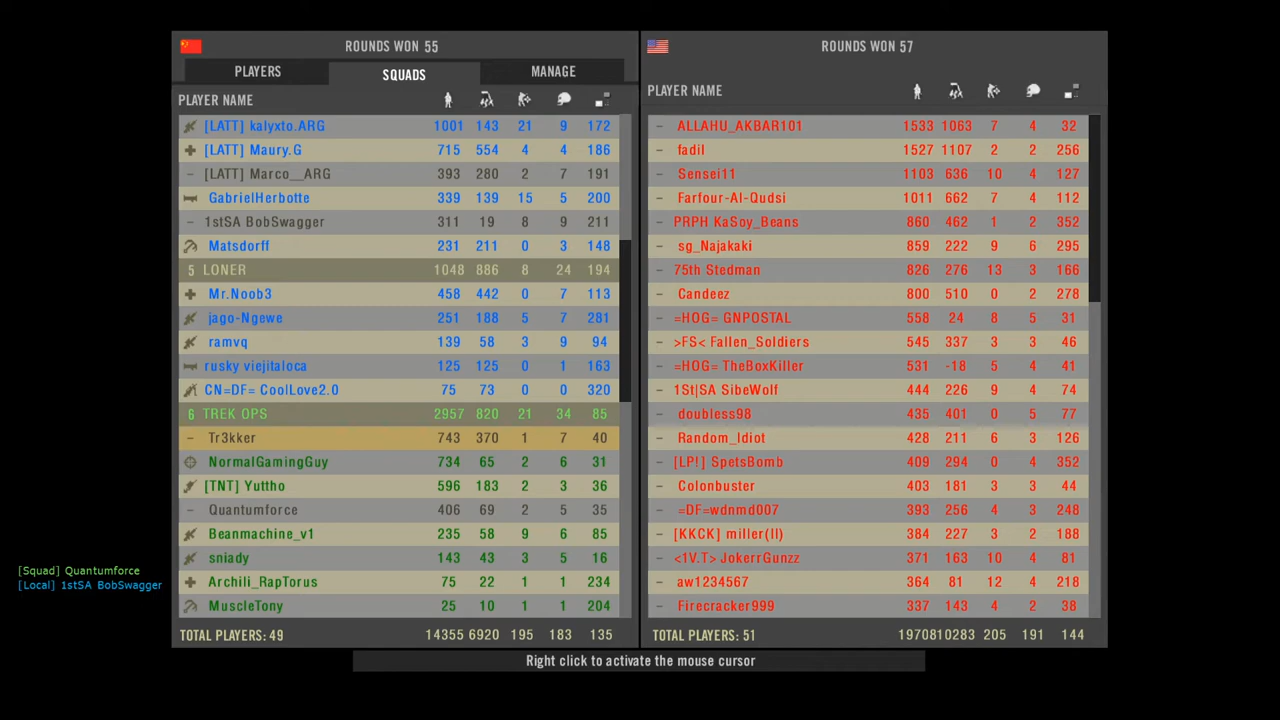 ROUNDS WON 55
PLAYERS SQUADS MANAGE
PLAYER NAME
[LATT] kalyxto.ARG 1001 143 21 9 172
[LATT] Maury.G 715 554 4 4 186
[LATT] Marco__ARG 393 280 2 7 191
GabrielHerbotte 339 139 15 5 200
1stSA BobSwagger 311 19 8 9 211
Matsdorff 231 211 0 3 148
5 LONER 1048 886 8 24 194
Mr.Noob3 458 442 0 7 113
jago-Ngewe 251 188 5 7 281
ramvq 139 58 3 9 94
rusky viejitaloca 125 125 0 1 163
CN=DF= CoolLove2.0 75 73 0 0 320
6 TREK OPS 2957 820 21 34 85
- Tr3kker 743 370 1 7 40
NormalGamingGuy 734 65 2 6 31
[TNT] Yuttho 596 183 2 3 36
- Quantumforce 406 69 2 5 35
Beanmachine_v1 235 58 9 6 85
sniady 143 43 3 5 16
Archili_RapTorus 75 22 1 1 234
MuscleTony 25 10 1 1 204
TOTAL PLAYERS: 49 14355 6920 195 183 135
ROUNDS WON 57
PLAYER NAME
- ALLAHU_AKBAR101 1533 1063 7 4 32
- fadil 1527 1107 2 2 256
- Sensei11 1103 636 10 4 127
- Farfour-Al-Qudsi 1011 662 7 4 112
- PRPH KaSoy_Beans 860 462 1 2 352
- sg_Najakaki 859 222 9 6 295
- 75th Stedman 826 276 13 3 166
- Candeez 800 510 0 2 278
- =HOG= GNPOSTAL 558 24 8 5 31
- >FS< Fallen_Soldiers 545 337 3 3 46
- =HOG= TheBoxKiller 531 -18 5 4 41
- 1St|SA SibeWolf 444 226 9 4 74
- doubless98 435 401 0 5 77
- Random_Idiot 428 211 6 3 126
- [LP!] SpetsBomb 409 294 0 4 352
- Colonbuster 403 181 3 3 44
- =DF=wdnmd007 393 256 4 3 248
- [KKCK] miller(ll) 384 227 3 2 188
- <1V.T> JokerrGunzz 371 163 10 4 81
- aw1234567 364 81 12 4 218
- Firecracker999 337 143 4 2 38
TOTAL PLAYERS: 51 19708 10283 205 191 144
[Squad] Quantumforce
[Local] 1stSA BobSwagger
Right click to activate the mouse cursor